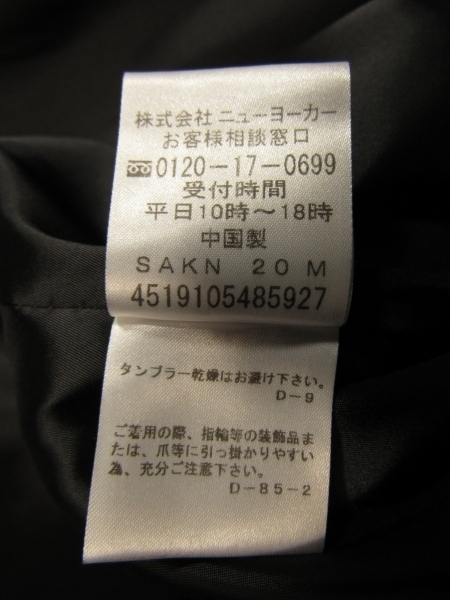 株式会社 ニューヨーカー
お客様相談窓口
0120-17-0699
受付時間
平日10時～18時
中国製
SAKN 20 M
4519105485927
タンブラー乾燥はお避け下さい。
D-9
ご着用の際、指輪等の装飾品ま
たは、爪等に引っ掛かりやすい
為、充分ご注意下さい。
D-85-2